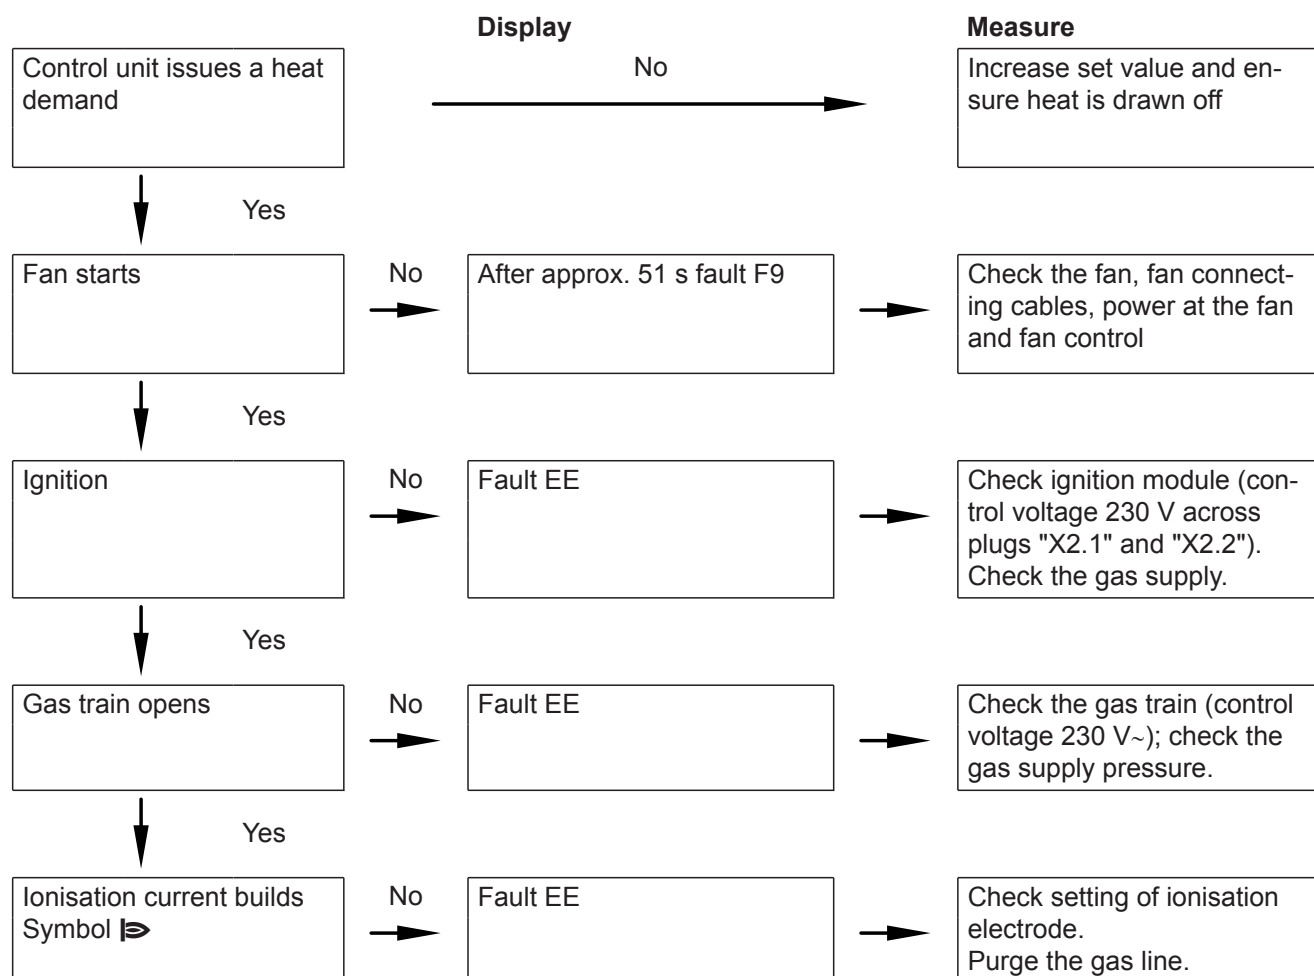 Display
Measure
Control unit issues a heat
demand
No
Increase set value and en-
sure heat is drawn off
Yes
Fan starts
No
After approx. 51 s fault F9
Check the fan, fan connect-
ing cables, power at the fan
and fan control
Yes
Ignition
No
Fault EE
Check ignition module (con-
trol voltage 230 V across
plugs "X2.1" and "X2.2").
Check the gas supply.
Yes
Gas train opens
No
Fault EE
Check the gas train (control
voltage 230 V~); check the
gas supply pressure.
Yes
Ionisation current builds
Symbol
No
Fault EE
Check setting of ionisation
electrode.
Purge the gas line.